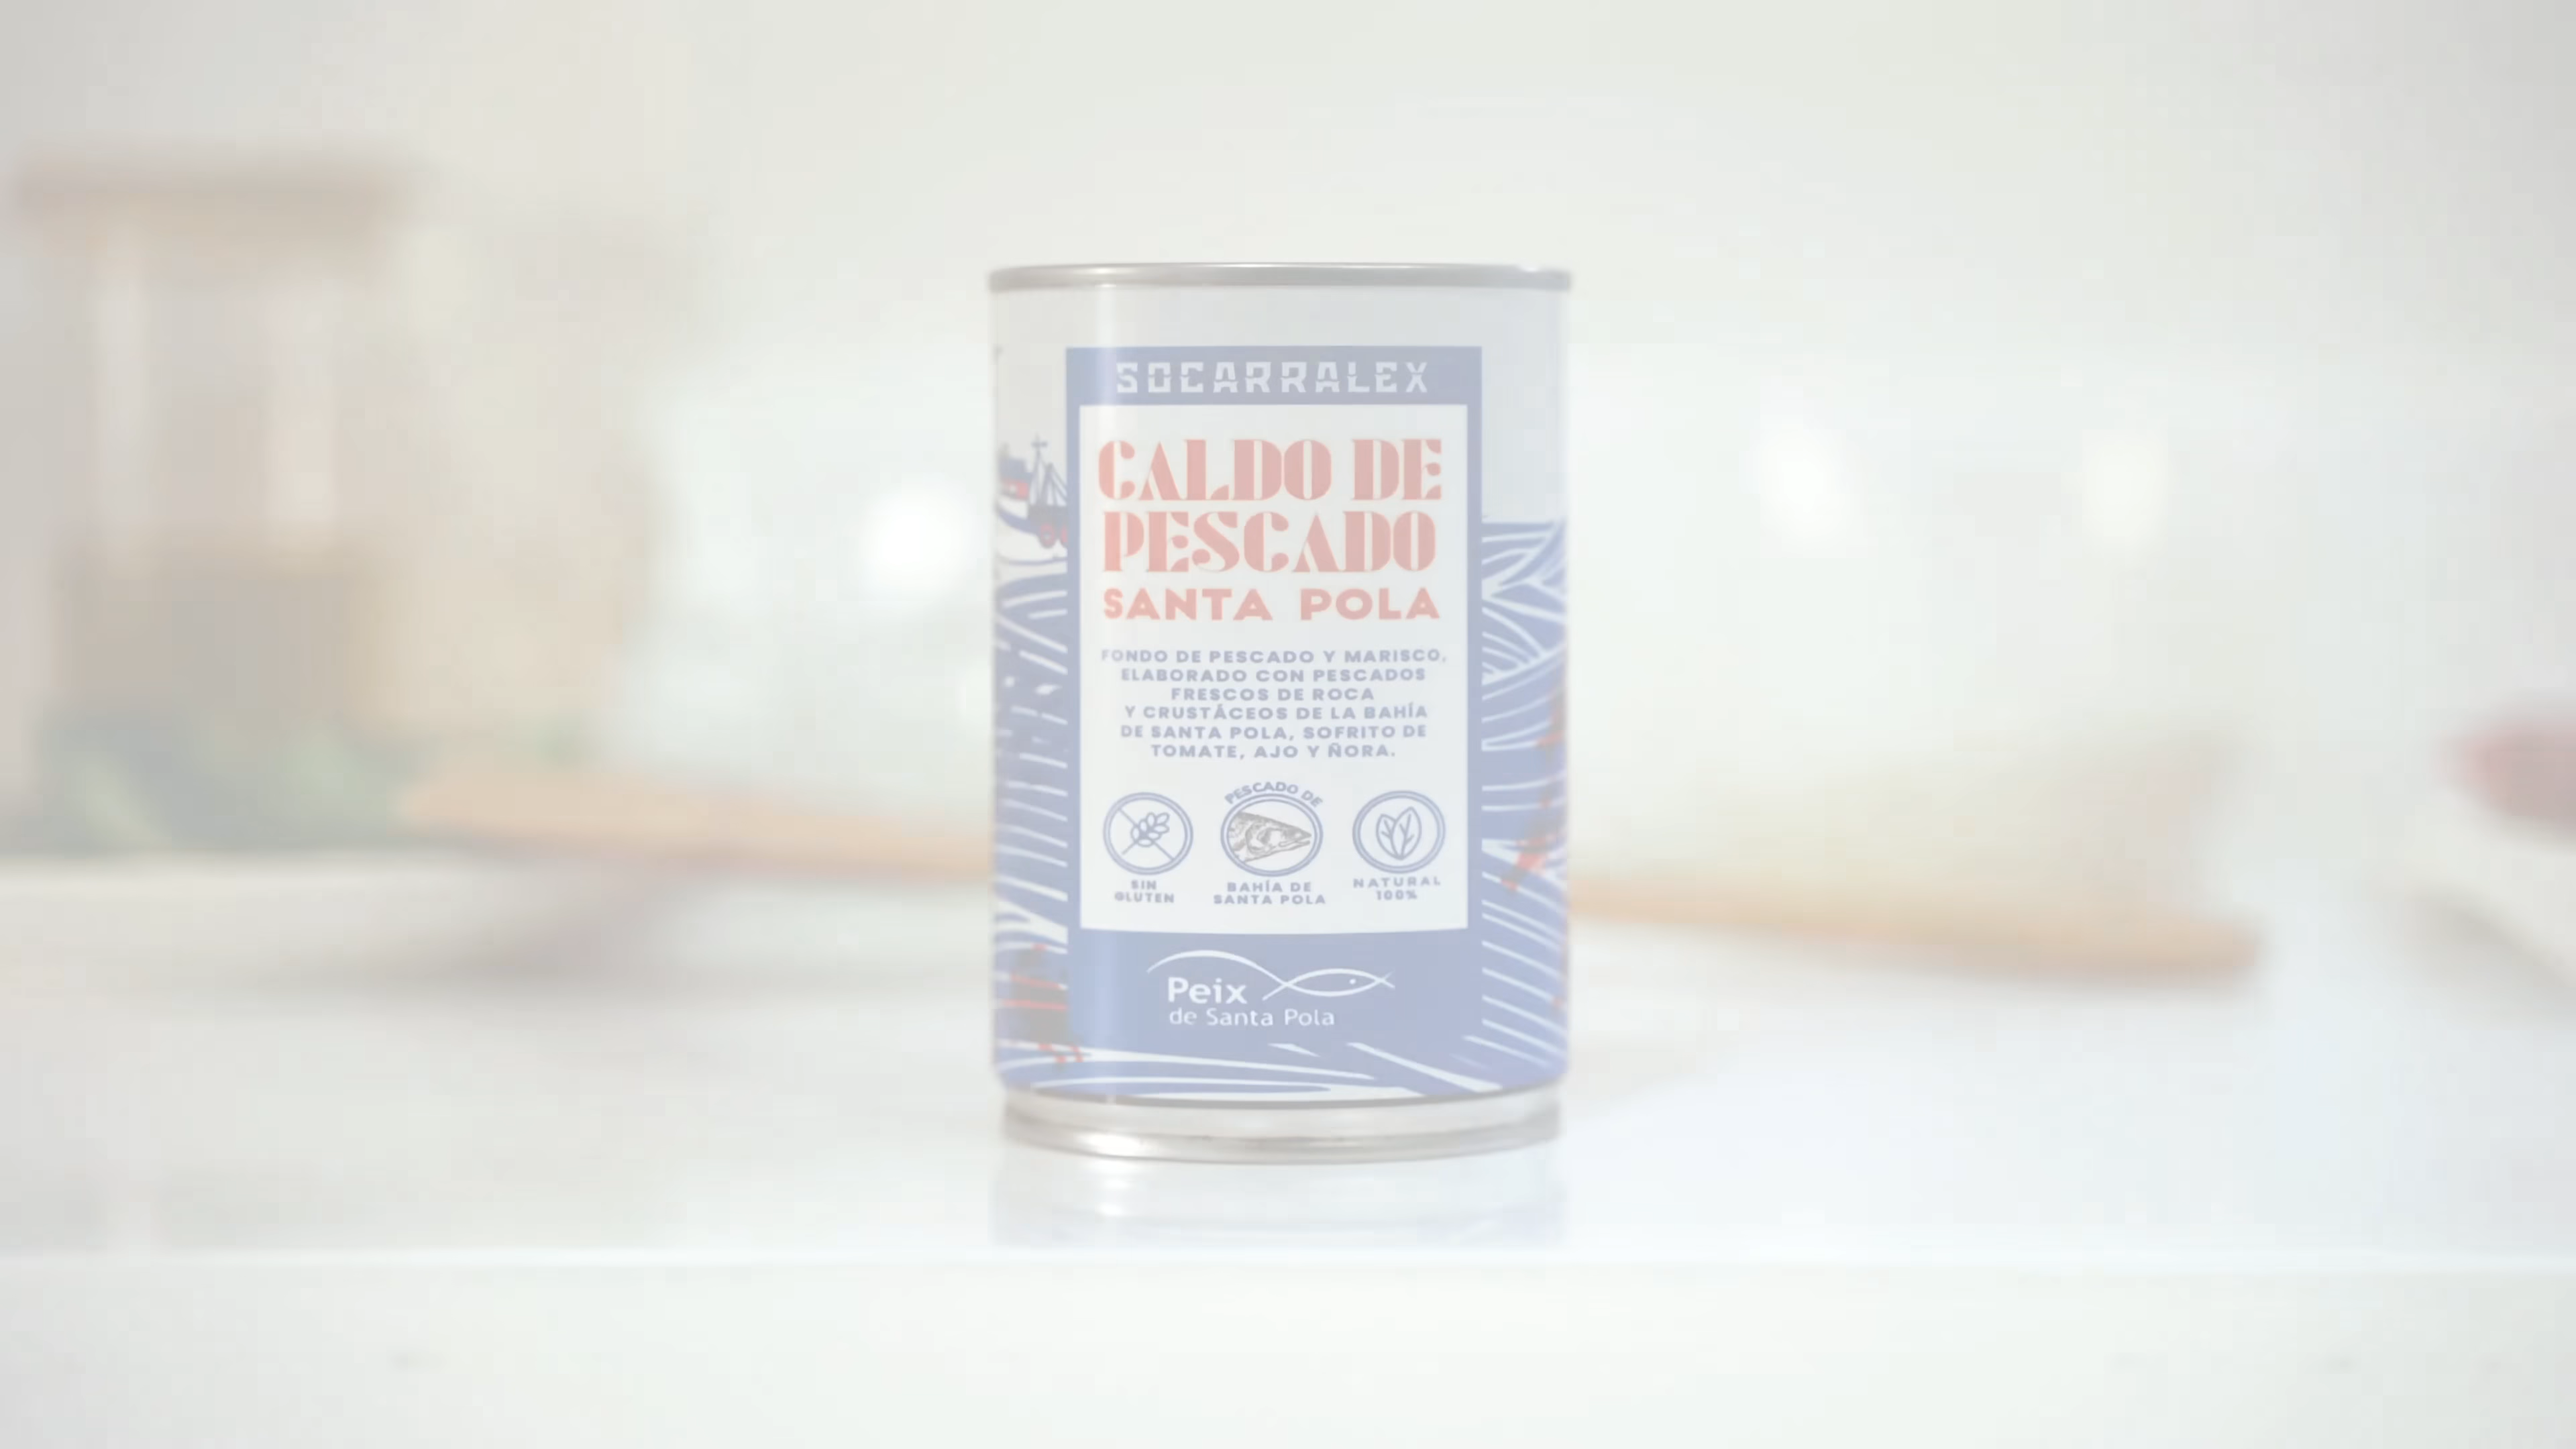 SOCARRALEX
CALDO DE
PESCADO
SANTA POLA
FONDO DE PESCADO Y MARISCO,
ELABORADO CON PESCADOS
FRESCOS DE ROCA
Y CRUSTÁCEOS DE LA BAHÍA
DE SANTA POLA, SOFRITO DE
TOMATE, AJO Y ÑORA.
SIN
GLUTEN
PESCADO DE
BAHÍA DE
SANTA POLA
NATURAL
100%
Peix
de Santa Pola